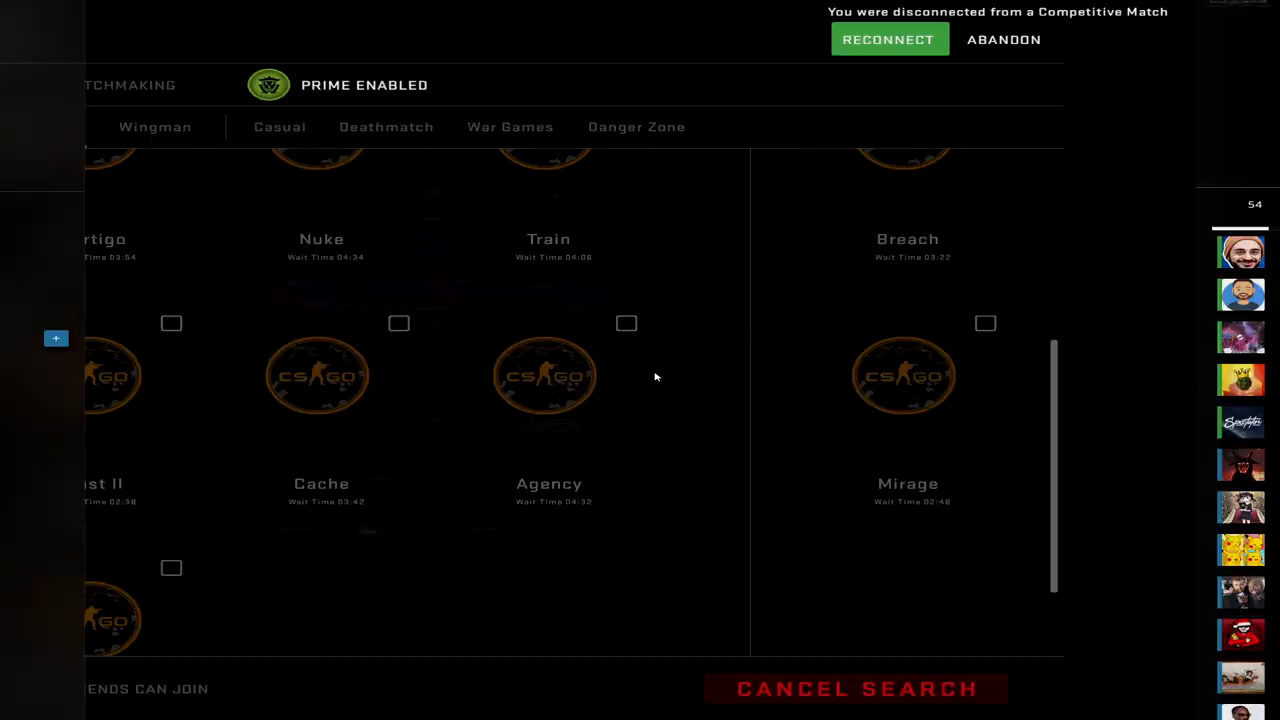 You were disconnected from a Competitive Match
RECONNECT ABANDON
TCHMAKING PRIME ENABLED
Wingman Casual Deathmatch War Games Danger Zone
54
rtigo Nuke Train Breach
Time 03:54 Wait Time 04:34 Wait Time 04:06 Wait Time 03:22
+
GO CS GO CS GO CS GO
st II Cache Agency Mirage
Time 02:38 Wait Time 03:42 Wait Time 04:32 Wait Time 02:48
GO
ENDS CAN JOIN CANCEL SEARCH